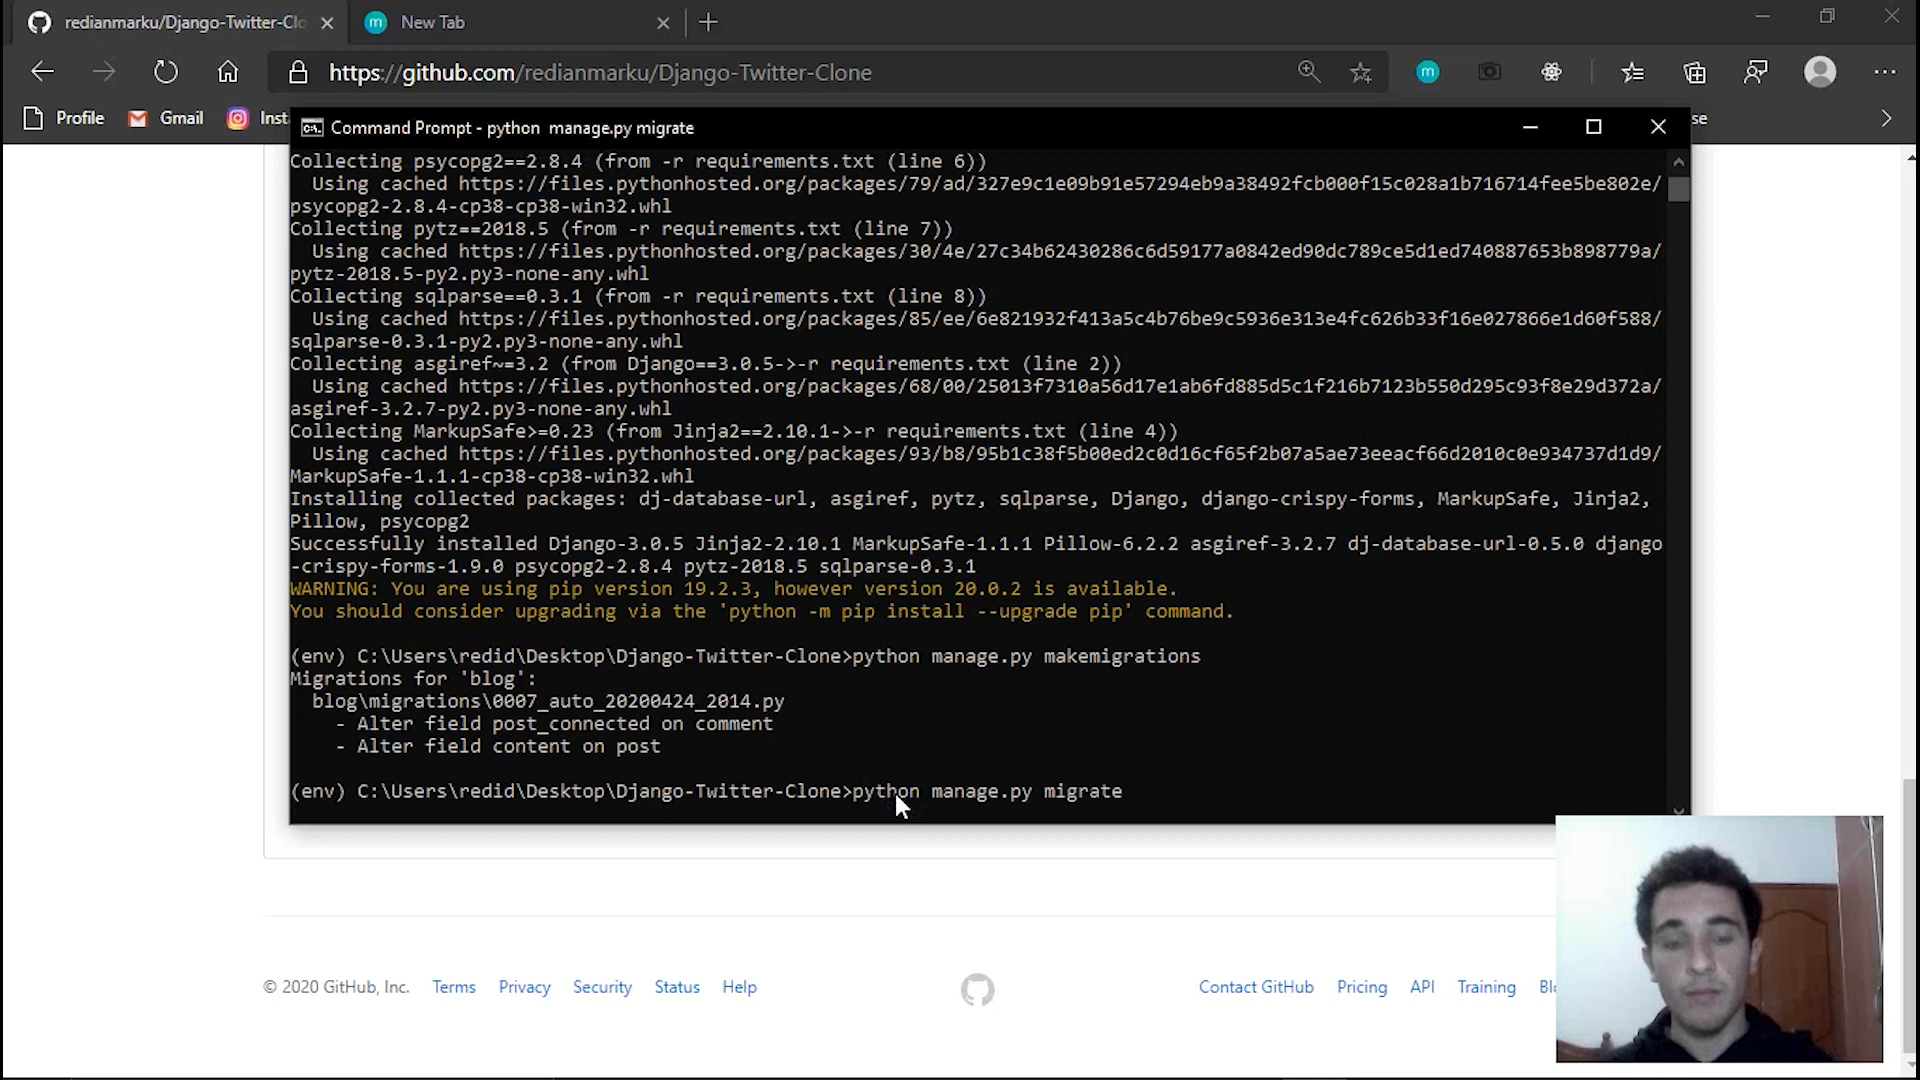 redianmarku/Django-Twitter-Clo
New Tab
https://github.com/redianmarku/Django-Twitter-Clone
Profile
Gmail
Inst
se
Command Prompt - python  manage.py migrate
Collecting psycopg2==2.8.4 (from -r requirements.txt (line 6))
Using cached https://files.pythonhosted.org/packages/79/ad/327e9c1e09b91e57294eb9a38492fcb000f15c028a1b716714fee5be802e/
psycopg2-2.8.4-cp38-cp38-win32.whl
Collecting pytz==2018.5 (from -r requirements.txt (line 7))
Using cached https://files.pythonhosted.org/packages/30/4e/27c34b62430286c6d59177a0842ed90dc789ce5d1ed740887653b898779a/
pytz-2018.5-py2.py3-none-any.whl
Collecting sqlparse==0.3.1 (from -r requirements.txt (line 8))
Using cached https://files.pythonhosted.org/packages/85/ee/6e821932f413a5c4b76be9c5936e313e4fc626b33f16e027866e1d60f588/
sqlparse-0.3.1-py2.py3-none-any.whl
Collecting asgiref~=3.2 (from Django==3.0.5->-r requirements.txt (line 2))
Using cached https://files.pythonhosted.org/packages/68/00/25013f7310a56d17e1ab6fd885d5c1f216b7123b550d295c93f8e29d372a/
asgiref-3.2.7-py2.py3-none-any.whl
Collecting MarkupSafe>=0.23 (from Jinja2==2.10.1->-r requirements.txt (line 4))
Using cached https://files.pythonhosted.org/packages/93/b8/95b1c38f5b00ed2c0d16cf65f2b07a5ae73eeacf66d2010c0e934737d1d9/
MarkupSafe-1.1.1-cp38-cp38-win32.whl
Installing collected packages: dj-database-url, asgiref, pytz, sqlparse, Django, django-crispy-forms, MarkupSafe, Jinja2,
Pillow, psycopg2
Successfully installed Django-3.0.5 Jinja2-2.10.1 MarkupSafe-1.1.1 Pillow-6.2.2 asgiref-3.2.7 dj-database-url-0.5.0 django
-crispy-forms-1.9.0 psycopg2-2.8.4 pytz-2018.5 sqlparse-0.3.1
WARNING: You are using pip version 19.2.3, however version 20.0.2 is available.
You should consider upgrading via the 'python -m pip install --upgrade pip' command.
(env) C:\Users\redid\Desktop\Django-Twitter-Clone>python manage.py makemigrations
Migrations for 'blog':
blog\migrations\0007_auto_20200424_2014.py
- Alter field post_connected on comment
- Alter field content on post
(env) C:\Users\redid\Desktop\Django-Twitter-Clone>python manage.py migrate
© 2020 GitHub, Inc.
Terms
Privacy
Security
Status
Help
Contact GitHub
Pricing
API
Training
Blo